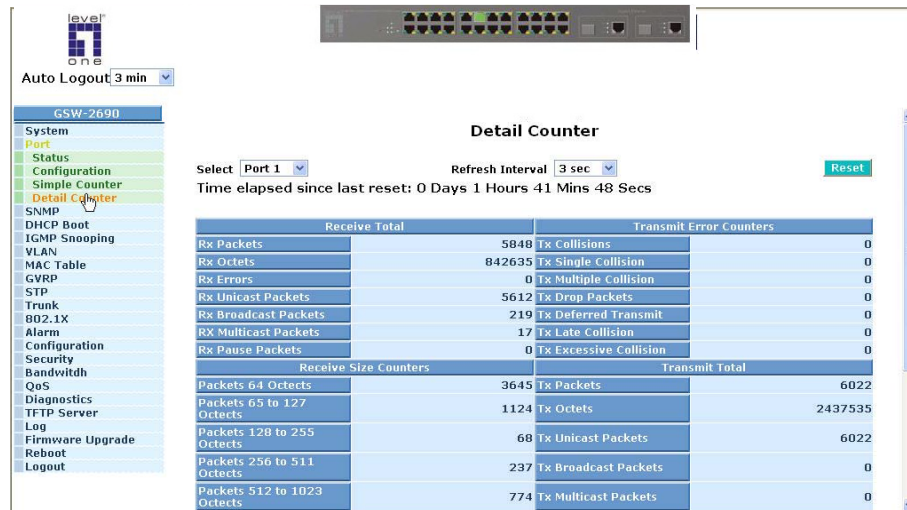 level
one
Auto Logout 3 min
GSW-2690
System
Port
Status
Configuration
Simple Counter
Detail Counter
SNMP
DHCP Boot
IGMP Snooping
VLAN
MAC Table
GVRP
STP
Trunk
802.1X
Alarm
Configuration
Security
Bandwitdh
QoS
Diagnostics
TFTP Server
Log
Firmware Upgrade
Reboot
Logout
Detail Counter
Select Port 1 Refresh Interval 3 sec Reset
Time elapsed since last reset: 0 Days 1 Hours 41 Mins 48 Secs
Receive Total Transmit Error Counters
Rx Packets 5848 Tx Collisions 0
Rx Octets 842635 Tx Single Collision 0
Rx Errors 0 Tx Multiple Collision 0
Rx Unicast Packets 5612 Tx Drop Packets 0
Rx Broadcast Packets 219 Tx Deferred Transmit 0
RX Multicast Packets 17 Tx Late Collision 0
Rx Pause Packets 0 Tx Excessive Collision 0
Receive Size Counters Transmit Total
Packets 64 Octects 3645 Tx Packets 6022
Packets 65 to 127
Octects 1124 Tx Octets 2437535
Packets 128 to 255
Octects 68 Tx Unicast Packets 6022
Packets 256 to 511
Octects 237 Tx Broadcast Packets 0
Packets 512 to 1023
Octects 774 Tx Multicast Packets 0